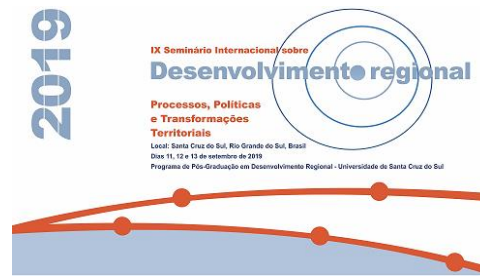 2019
IX Seminário Internacional sobre
Desenvolvimento regional
Processos, Políticas
e Transformações
Territoriais
Local: Santa Cruz do Sul, Rio Grande do Sul, Brasil
Dias 11, 12 e 13 de setembro de 2019
Programa de Pós-Graduação em Desenvolvimento Regional - Universidade de Santa Cruz do Sul